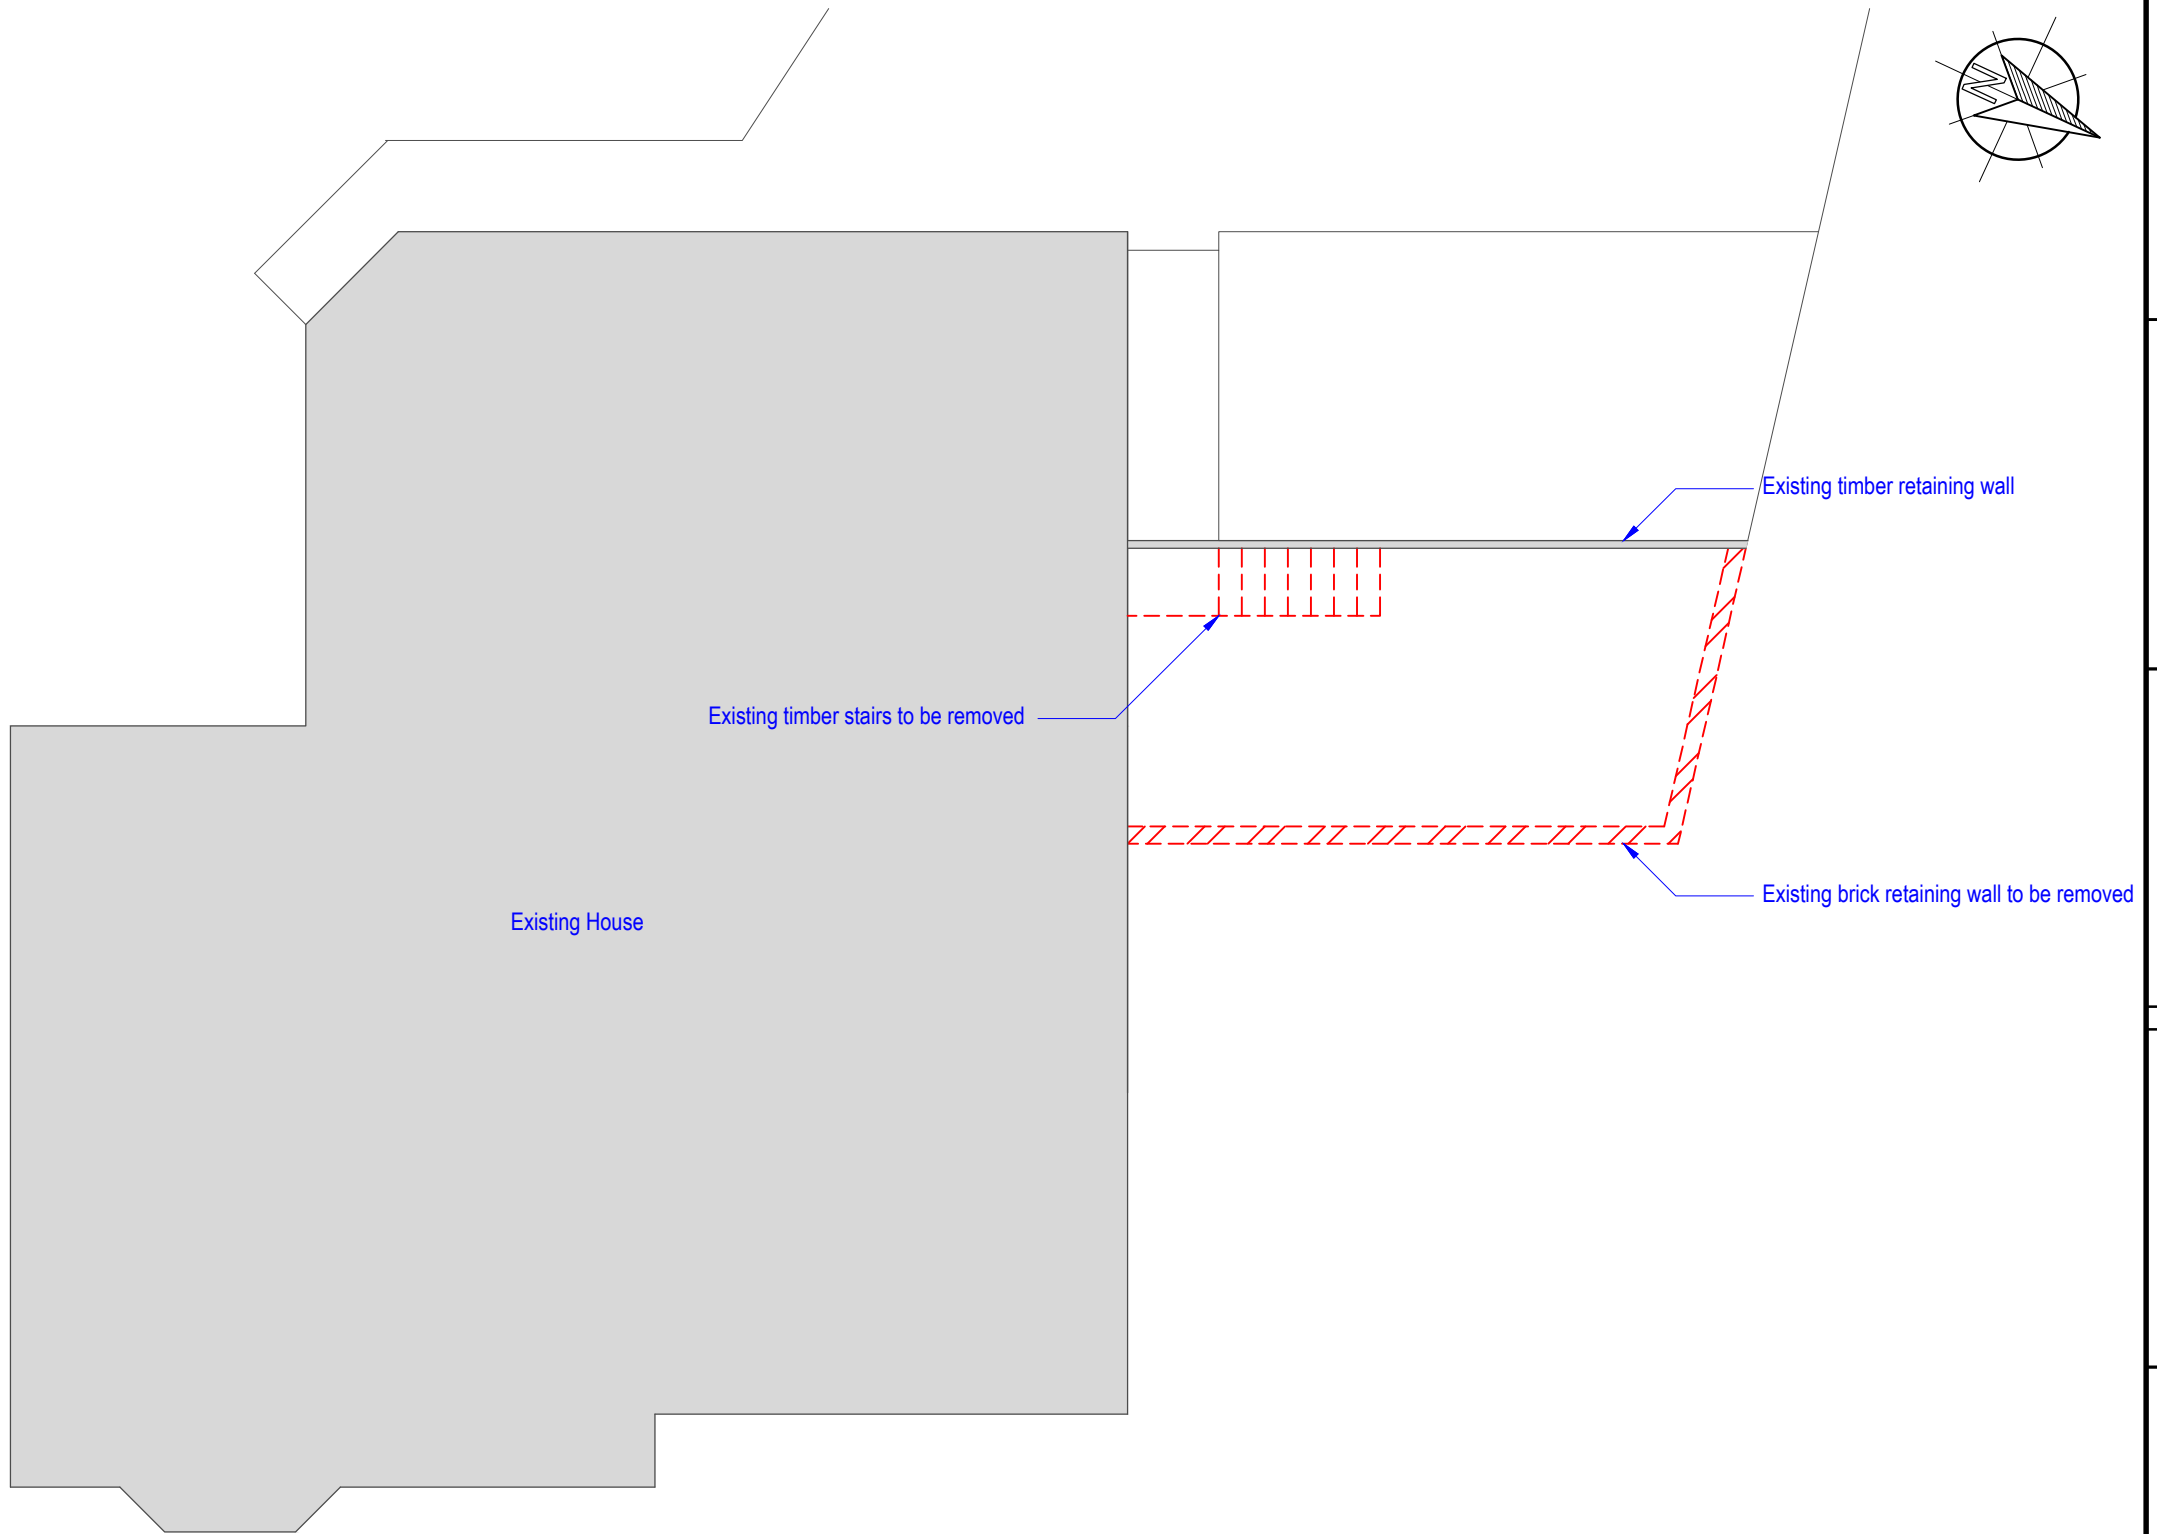 N
Existing timber retaining wall
Existing timber stairs to be removed
Existing brick retaining wall to be removed
Existing House